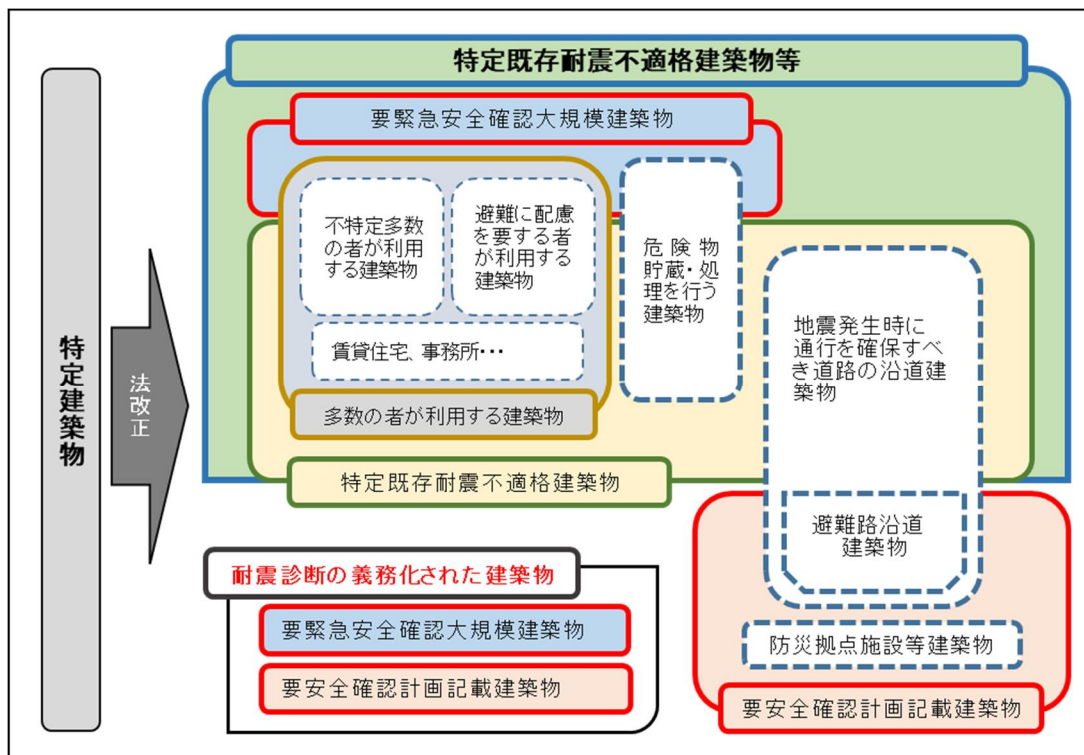 特定建築物
法改正
特定既存耐震不適格建築物等
要緊急安全確認大規模建築物
不特定多数
の者が利用
する建築物
避難に配慮
を要する者
が利用する
建築物
賃貸住宅、事務所･･･
多数の者が利用する建築物
危険物
貯蔵・処
理を行う
建築物
地震発生時に
通行を確保すべ
き道路の沿道建
築物
特定既存耐震不適格建築物
避難路沿道
建築物
防災拠点施設等建築物
要安全確認計画記載建築物
耐震診断の義務化された建築物
要緊急安全確認大規模建築物
要安全確認計画記載建築物